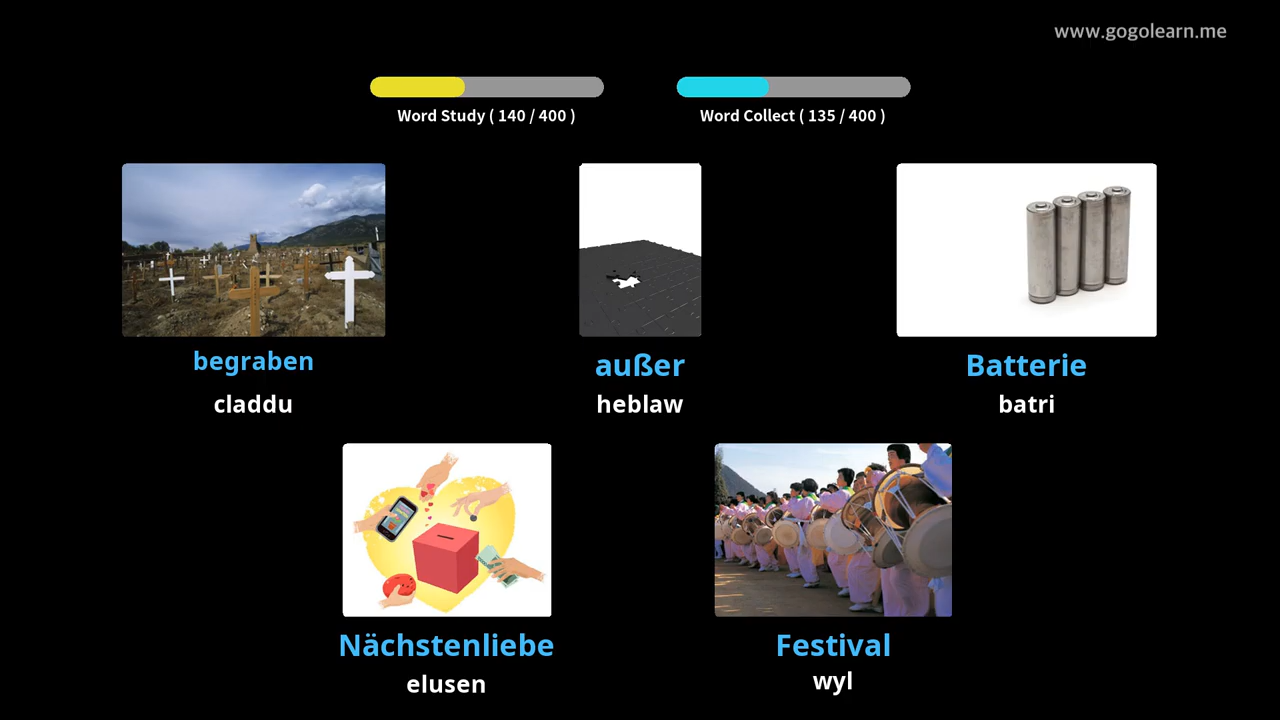 www.gogolearn.me
Word Study ( 140 / 400 )
Word Collect ( 135 / 400 )
begraben
claddu
außer
heblaw
Batterie
batri
Nächstenliebe
elusen
Festival
wyl